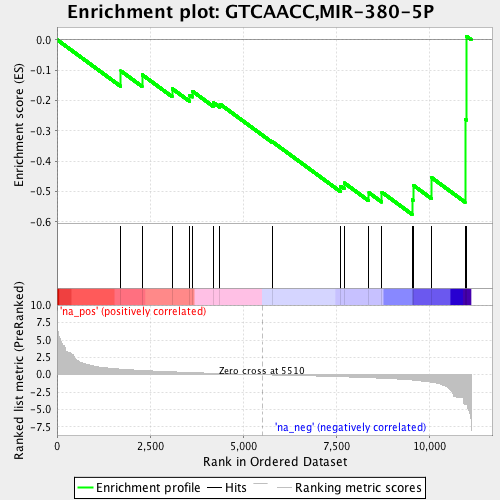 Enrichment plot: GTCAACC,MIR-380-5P
Enrichment score (ES)
0.0
-0.1
-0.2
-0.3
-0.4
-0.5
-0.6
'na_pos' (positively correlated)
Ranked list metric (PreRanked)
10.0
7.5
5.0
2.5
0.0
-2.5
-5.0
-7.5
Zero cross at 5510
'na_neg' (negatively correlated)
0
2,500
5,000
7,500
10,000
Rank in Ordered Dataset
Enrichment profile
Hits
Ranking metric scores